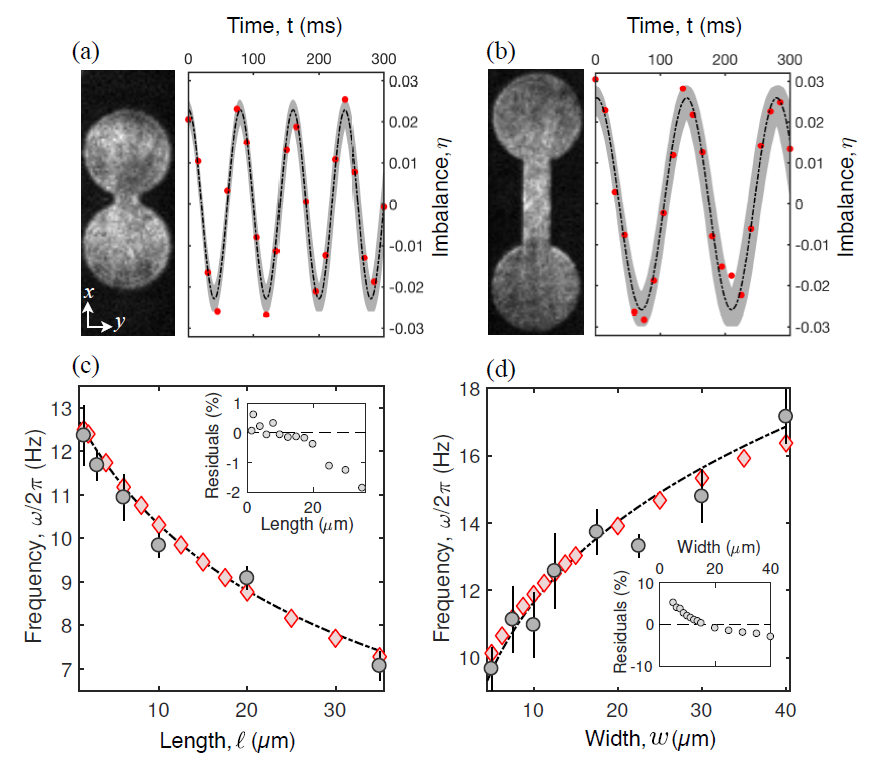 Time, t (ms)
Time, t (ms)
(a)
(b)
0 100 200 300
0 100 200 300
0.03
0.02
0.01
0
-0.01
-0.02
-0.03
Imbalance, η
0.03
0.02
0.01
0
-0.01
-0.02
-0.03
Imbalance, η
x
y
(c)
(d)
13
12
11
10
9
8
7
Frequency, ω/2π (Hz)
10 20 30
Length, ℓ (μm)
1
0
-1
-2
Residuals (%)
0 20
Length (μm)
18
16
14
12
10
Frequency, ω/2π (Hz)
10 20 30 40
Width, w (μm)
Width (μm)
0 20 40
10
0
-10
Residuals (%)